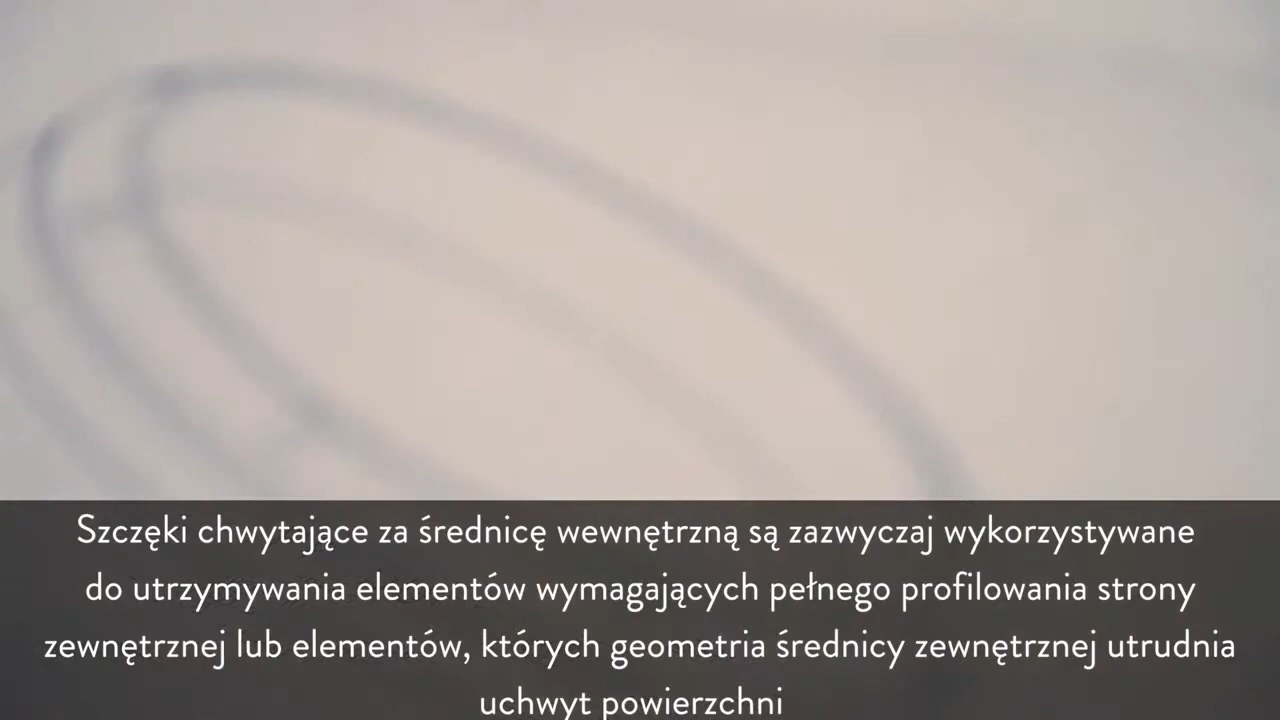 Szczęki chwytające za średnicę wewnętrzną są zazwyczaj wykorzystywane
do utrzymywania elementów wymagających pełnego profilowania strony
zewnętrznej lub elementów, których geometria średnicy zewnętrznej utrudnia
uchwyt powierzchni